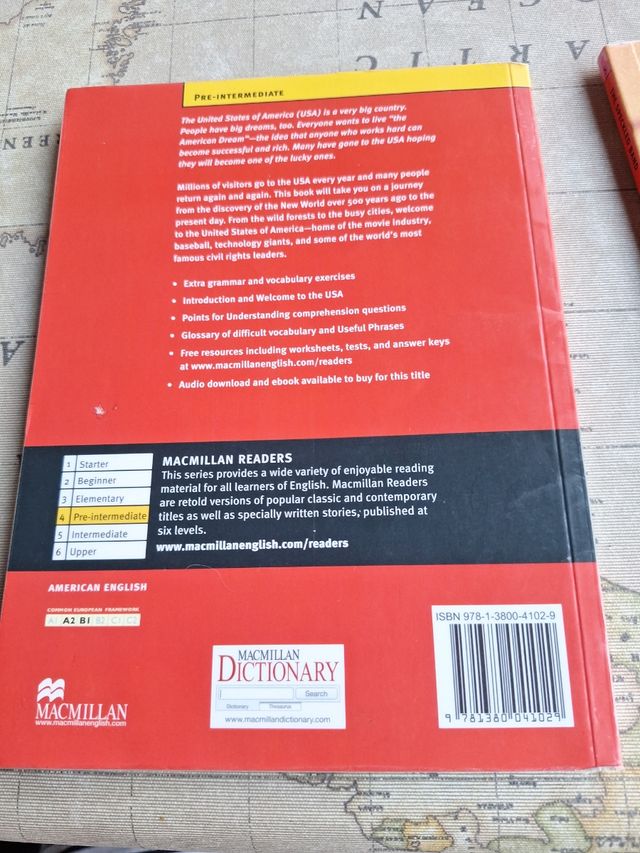 PRE-INTERMEDIATE
The United States of America (USA) is a very big country.
People have big dreams, too. Everyone wants to live "the
American Dream"—the idea that anyone who works hard can
become successful and rich. Many have gone to the USA hoping
they will become one of the lucky ones.
Millions of visitors go to the USA every year and many people
return again and again. This book will take you on a journey
from the discovery of the New World over 500 years ago to the
present day. From the wild forests to the busy cities, welcome
to the United States of America—home of the movie industry,
baseball, technology giants, and some of the world's most
famous civil rights leaders.
• Extra grammar and vocabulary exercises
• Introduction and Welcome to the USA
• Points for Understanding comprehension questions
• Glossary of difficult vocabulary and Useful Phrases
• Free resources including worksheets, tests, and answer keys
at www.macmillanenglish.com/readers
• Audio download and ebook available to buy for this title
1 Starter
2 Beginner
3 Elementary
4 Pre-intermediate
5 Intermediate
6 Upper
MACMILLAN READERS
This series provides a wide variety of enjoyable reading
material for all learners of English. Macmillan Readers
are retold versions of popular classic and contemporary
titles as well as specially written stories, published at
six levels.
www.macmillanenglish.com/readers
AMERICAN ENGLISH
COMMON EUROPEAN FRAMEWORK
A1 A2 B1 B2 C1 C2
MACMILLAN
www.macmillanenglish.com
MACMILLAN
DICTIONARY
Search
Dictionary Thesaurus
www.macmillandictionary.com
ISBN 978-1-3800-4102-9
9 781380 041029